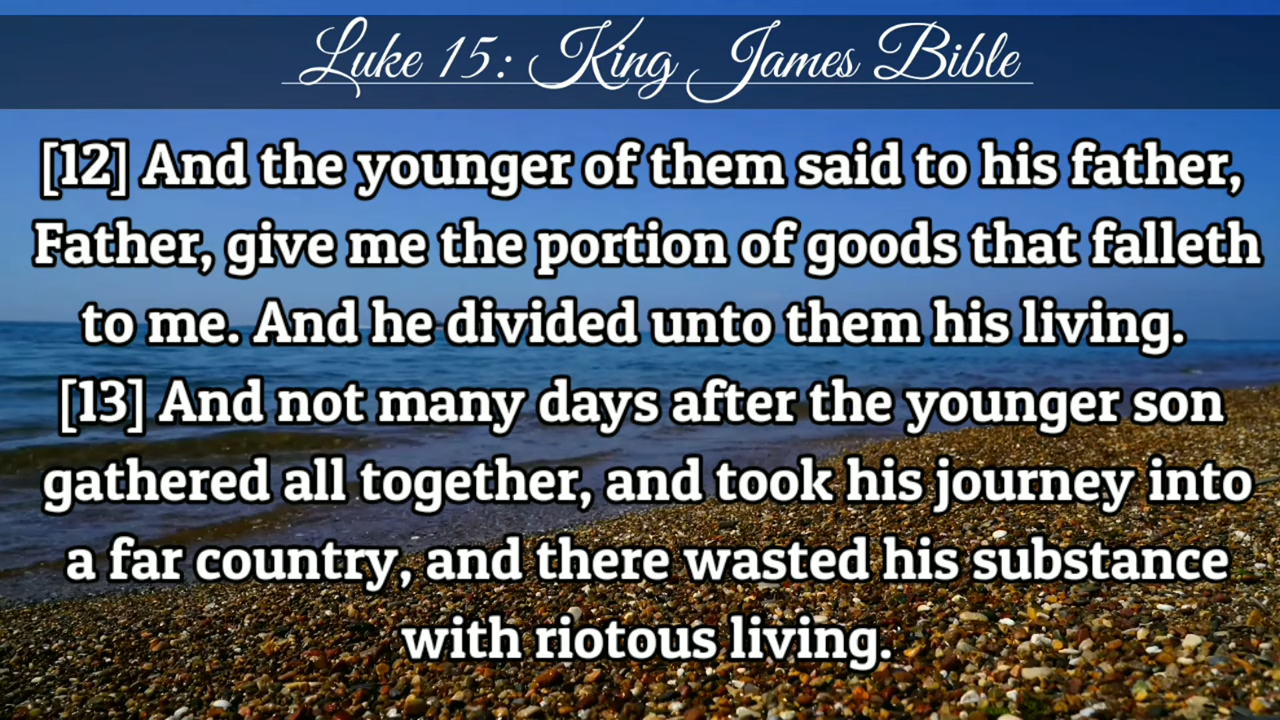 Luke 15: King James Bible
[12] And the younger of them said to his father,
Father, give me the portion of goods that falleth
to me. And he divided unto them his living.
[13] And not many days after the younger son
gathered all together, and took his journey into
a far country, and there wasted his substance
with riotous living.